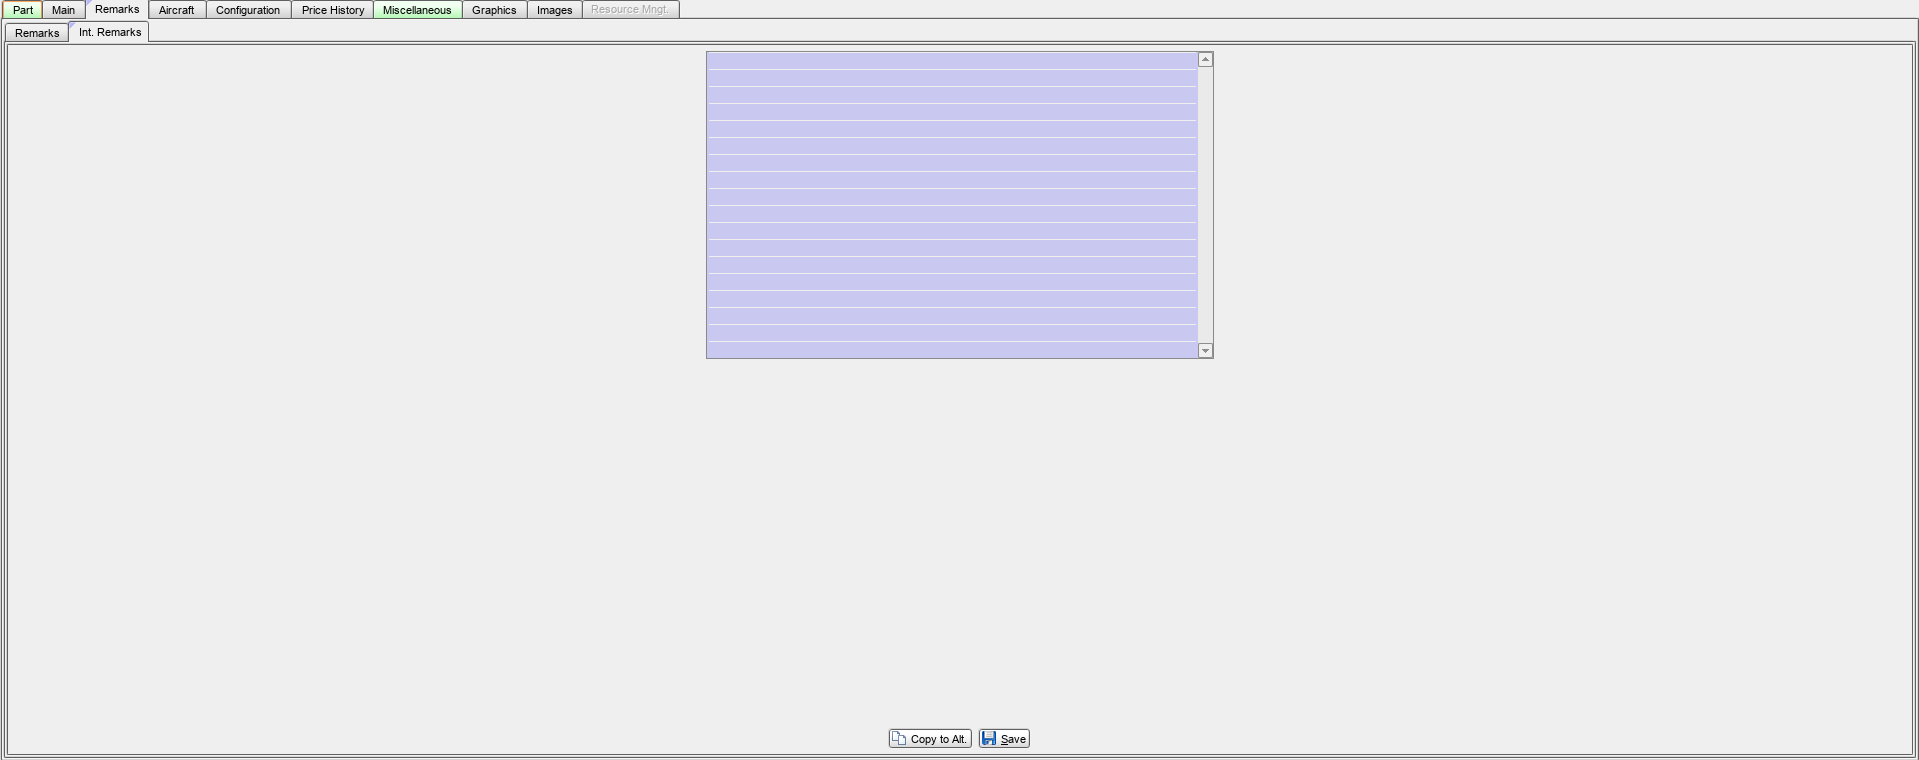 Part Main Remarks Aircraft Configuration Price History Miscellaneous Graphics Images Resource Mngt.
Remarks Int. Remarks
Copy to Alt. Save